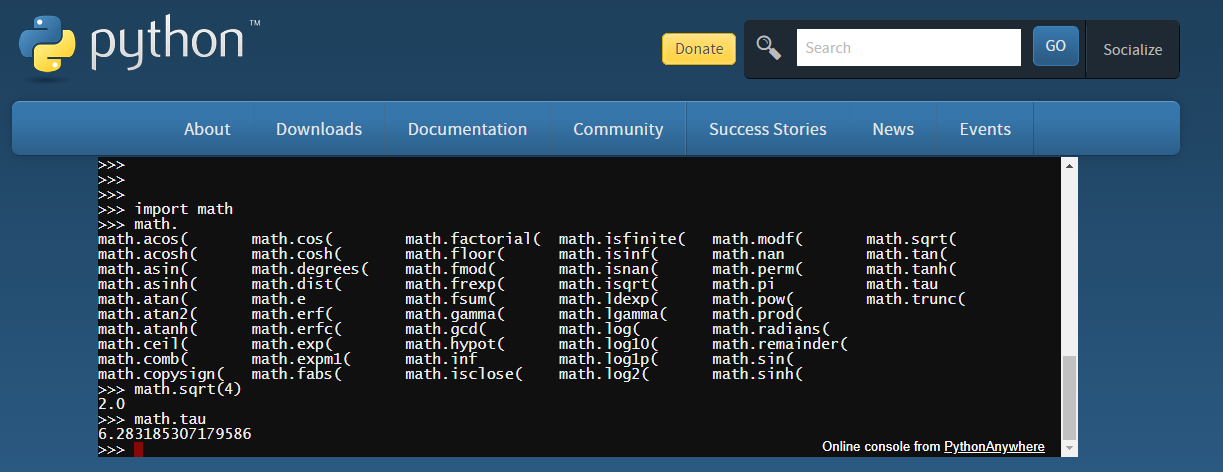 python™
Donate
Search
GO
Socialize
About Downloads Documentation Community Success Stories News Events
>>>
>>>
>>>
>>> import math
>>> math.
math.acos( math.cos( math.factorial( math.isfinite( math.modf( math.sqrt(
math.acosh( math.cosh( math.floor( math.isinf( math.nan math.tan(
math.asin( math.degrees( math.fmod( math.isnan( math.perm( math.tanh(
math.asinh( math.dist( math.frexp( math.isqrt( math.pi math.tau
math.atan( math.e math.fsum( math.ldexp( math.pow( math.trunc(
math.atan2( math.erf( math.gamma( math.lgamma( math.prod(
math.atanh( math.erfc( math.gcd( math.log( math.radians(
math.ceil( math.exp( math.hypot( math.log10( math.remainder(
math.comb( math.expm1( math.inf math.log1p( math.sin(
math.copysign( math.fabs( math.isclose( math.log2( math.sinh(
>>> math.sqrt(4)
2.0
>>> math.tau
6.283185307179586
>>>
Online console from PythonAnywhere